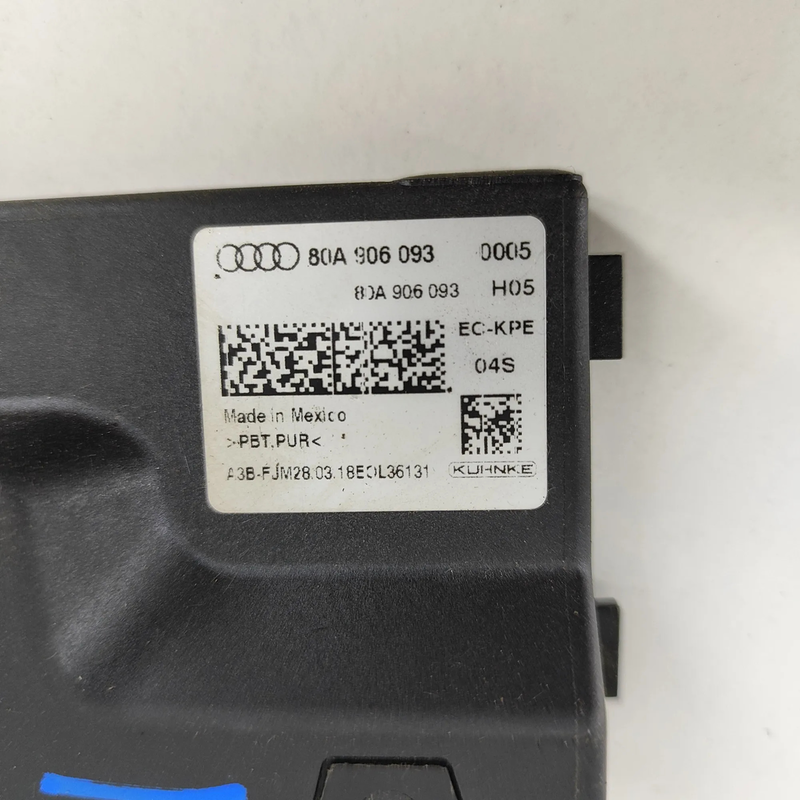 80A 906 093 0005
80A 906 093 H05
EC-KPE
04S
Made in Mexico
>PBT,PUR<
A3B-FJM28.03.18EOL36131
KUHNKE